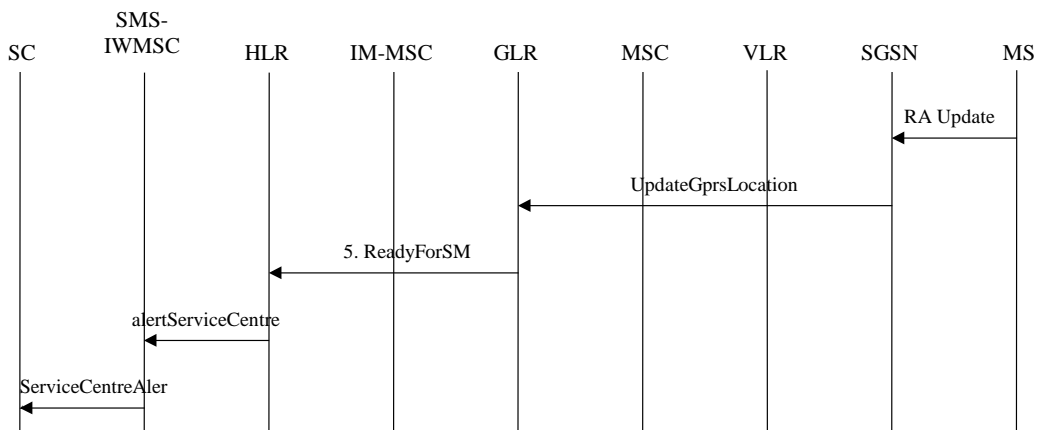 SMS-
IWMSC
SC HLR IM-MSC GLR MSC VLR SGSN MS
RA Update
UpdateGprsLocation
5. ReadyForSM
alertServiceCentre
ServiceCentreAler